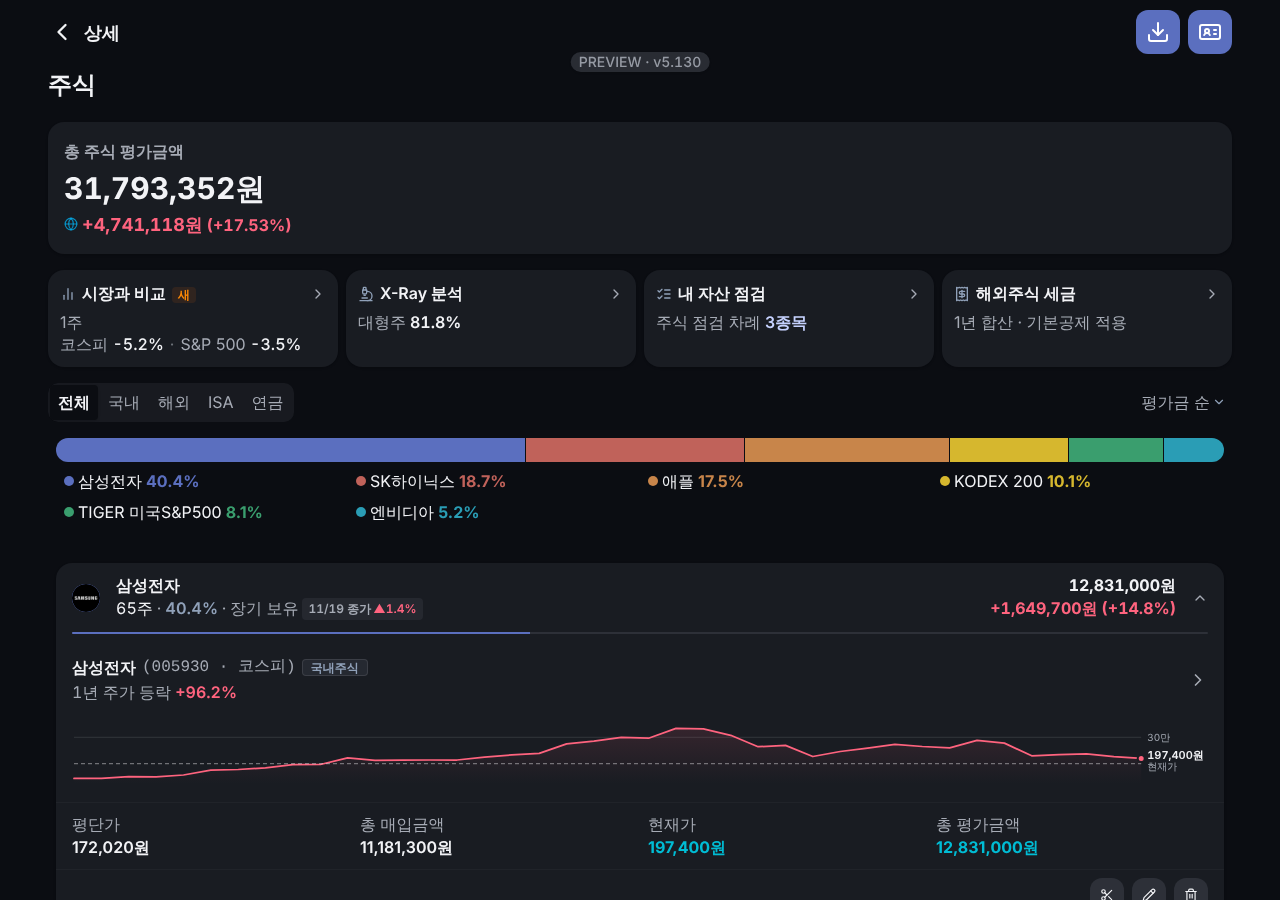 상세
PREVIEW · v5.130
주식
총 주식 평가금액
31,793,352원
+4,741,118원 (+17.53%)
시장과 비교 새
1주
코스피 -5.2% · S&P 500 -3.5%
X-Ray 분석
대형주 81.8%
내 자산 점검
주식 점검 차례 3종목
해외주식 세금
1년 합산 · 기본공제 적용
전체 국내 해외 ISA 연금
평가금 순
삼성전자 40.4% SK하이닉스 18.7% 애플 17.5% KODEX 200 10.1%
TIGER 미국S&P500 8.1% 엔비디아 5.2%
SAMSUNG
삼성전자
65주 · 40.4% · 장기 보유 11/19 종가 ▲1.4%
12,831,000원
+1,649,700원 (+14.8%)
삼성전자 (005930 · 코스피) 국내주식
1년 주가 등락 +96.2%
30만
197,400원
현재가
평단가 총 매입금액 현재가 총 평가금액
172,020원 11,181,300원 197,400원 12,831,000원